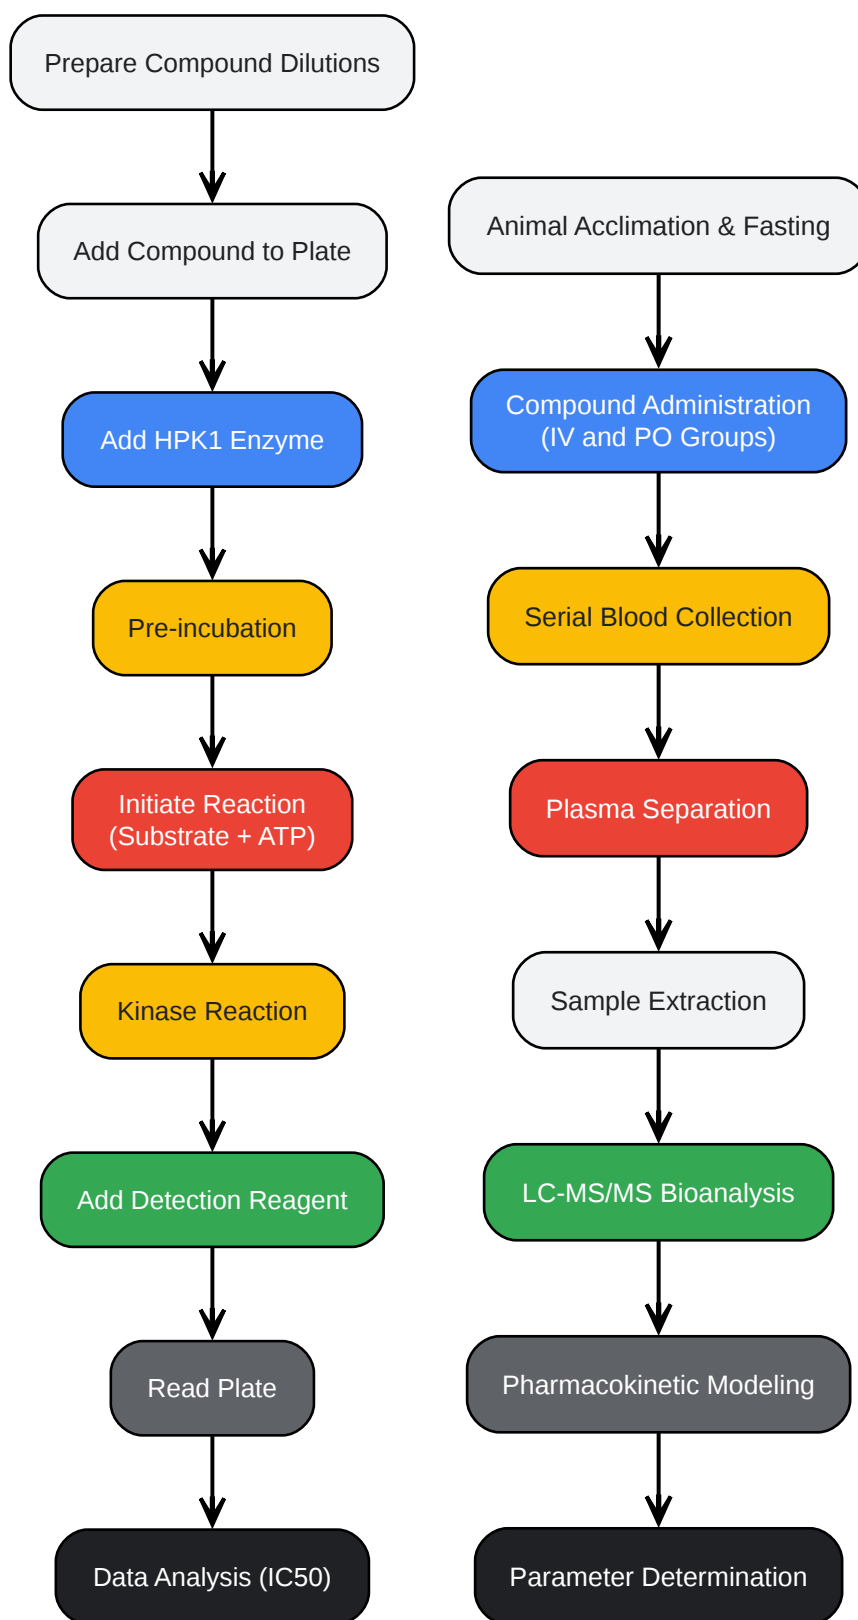 Prepare Compound Dilutions
Add Compound to Plate
Add HPK1 Enzyme
Pre-incubation
Initiate Reaction
(Substrate + ATP)
Kinase Reaction
Add Detection Reagent
Read Plate
Data Analysis (IC50)
Animal Acclimation & Fasting
Compound Administration
(IV and PO Groups)
Serial Blood Collection
Plasma Separation
Sample Extraction
LC-MS/MS Bioanalysis
Pharmacokinetic Modeling
Parameter Determination